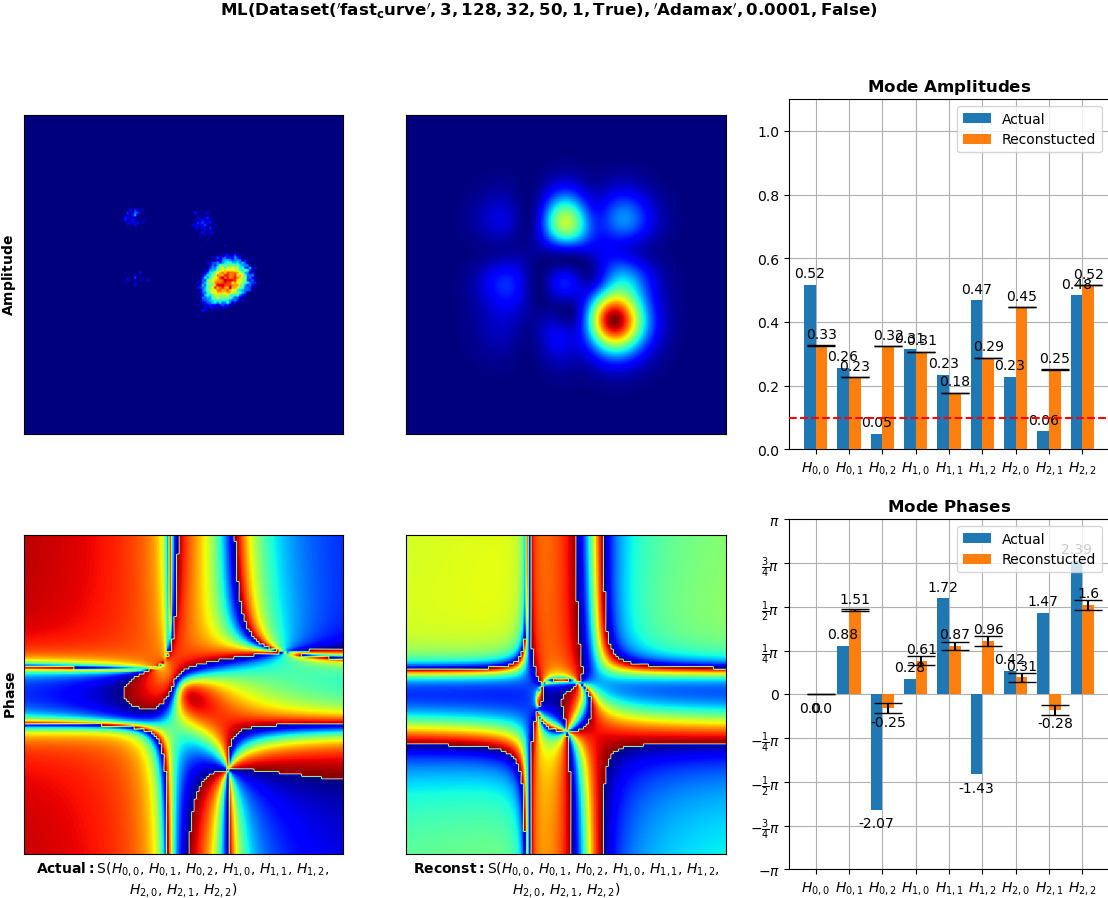 ML(Dataset('fast_curve', 3, 128, 32, 50, 1, True), 'Adamax', 0.0001, False)
Amplitude
Mode Amplitudes
Actual
Reconstucted
1.0
0.8
0.6
0.4
0.2
0.0
0.52
0.33
0.26
0.23
0.05
0.32
0.31
0.31
0.23
0.18
0.47
0.29
0.23
0.45
0.06
0.25
0.48
0.52
H0,0 H0,1 H0,2 H1,0 H1,1 H1,2 H2,0 H2,1 H2,2
Phase
Mode Phases
Actual
Reconstucted
π
3/4π
1/2π
1/4π
0
−1/4π
−1/2π
−3/4π
−π
0.0
0.0
0.88
1.51
-2.07
-0.25
0.28
0.61
1.72
0.87
-1.43
0.96
0.42
0.31
1.47
-0.28
2.39
1.6
H0,0 H0,1 H0,2 H1,0 H1,1 H1,2 H2,0 H2,1 H2,2
Actual: S(H0,0, H0,1, H0,2, H1,0, H1,1, H1,2,
H2,0, H2,1, H2,2)
Reconst: S(H0,0, H0,1, H0,2, H1,0, H1,1, H1,2,
H2,0, H2,1, H2,2)